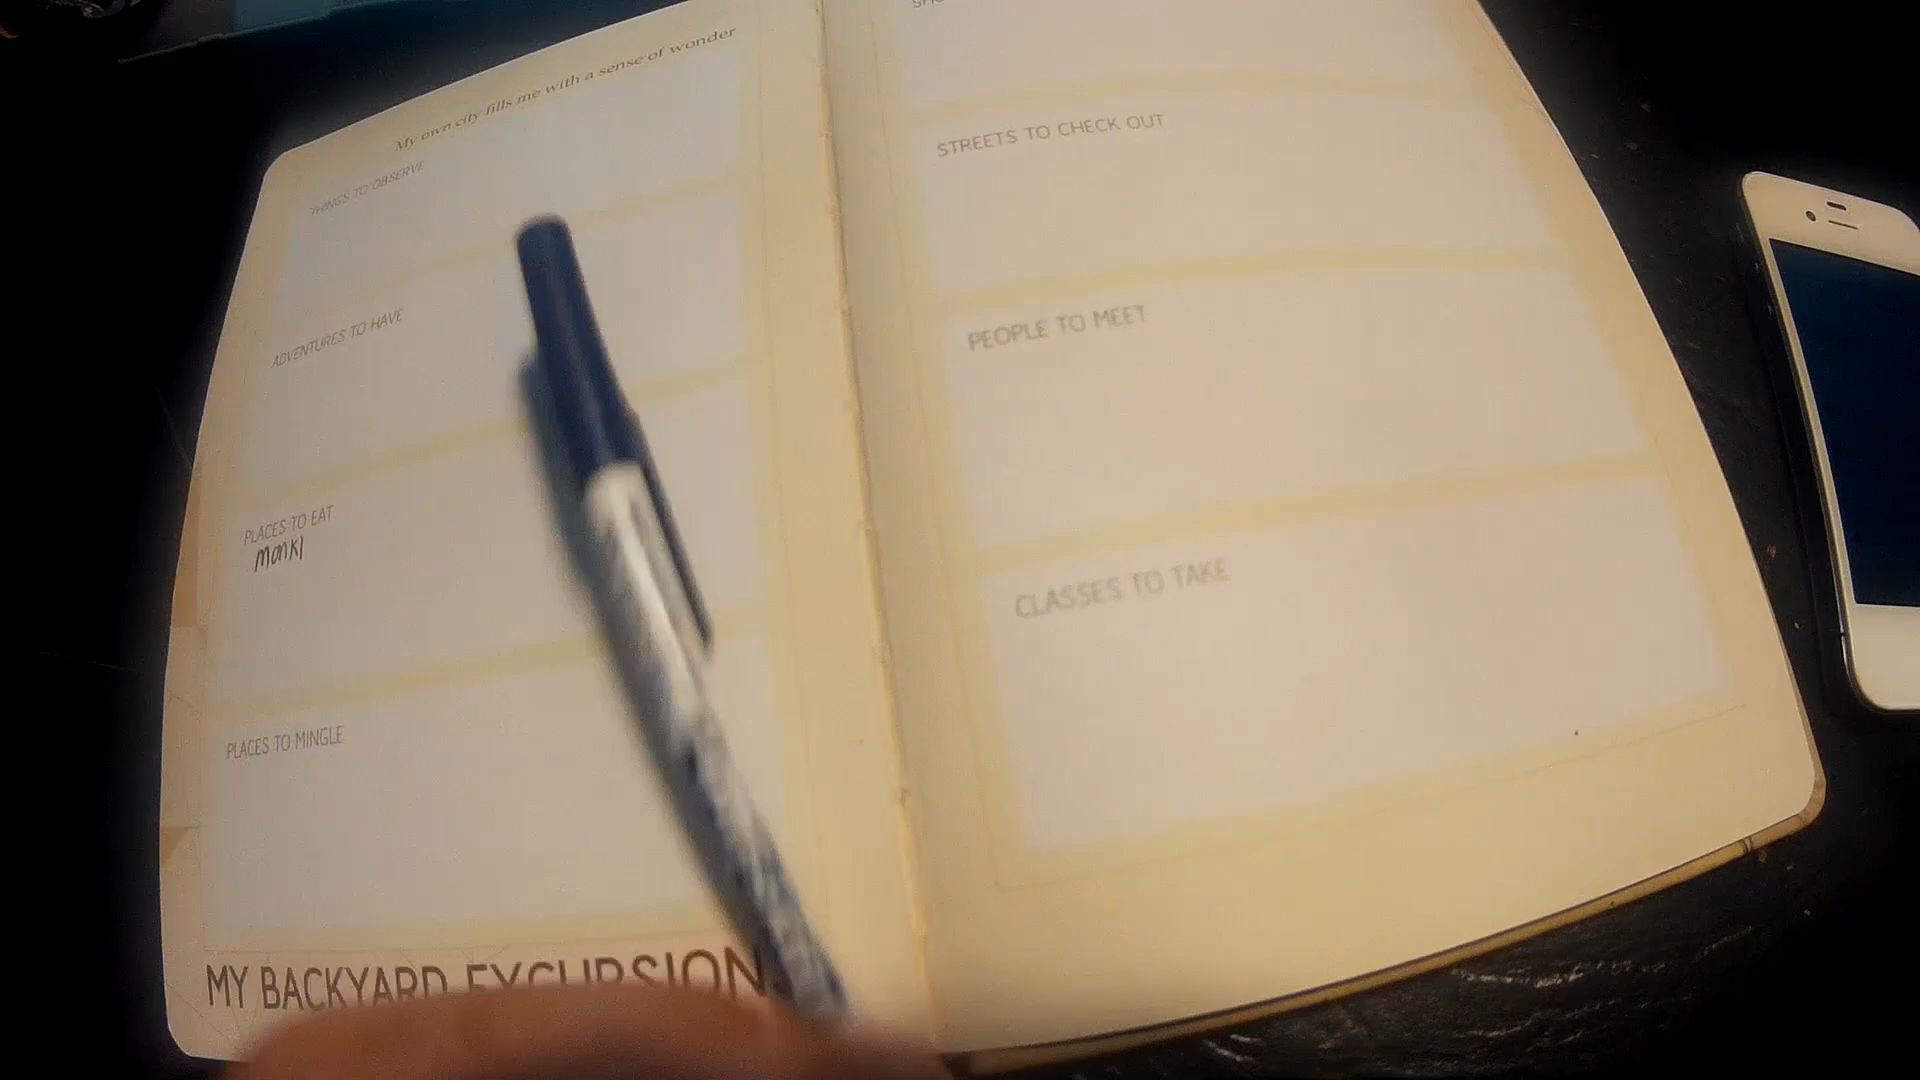 My own city fills me with a sense of wonder
THINGS TO OBSERVE
ADVENTURES TO HAVE
PLACES TO EAT
monki
PLACES TO MINGLE
MY BACKYARD EXCURSION
STREETS TO CHECK OUT
PEOPLE TO MEET
CLASSES TO TAKE